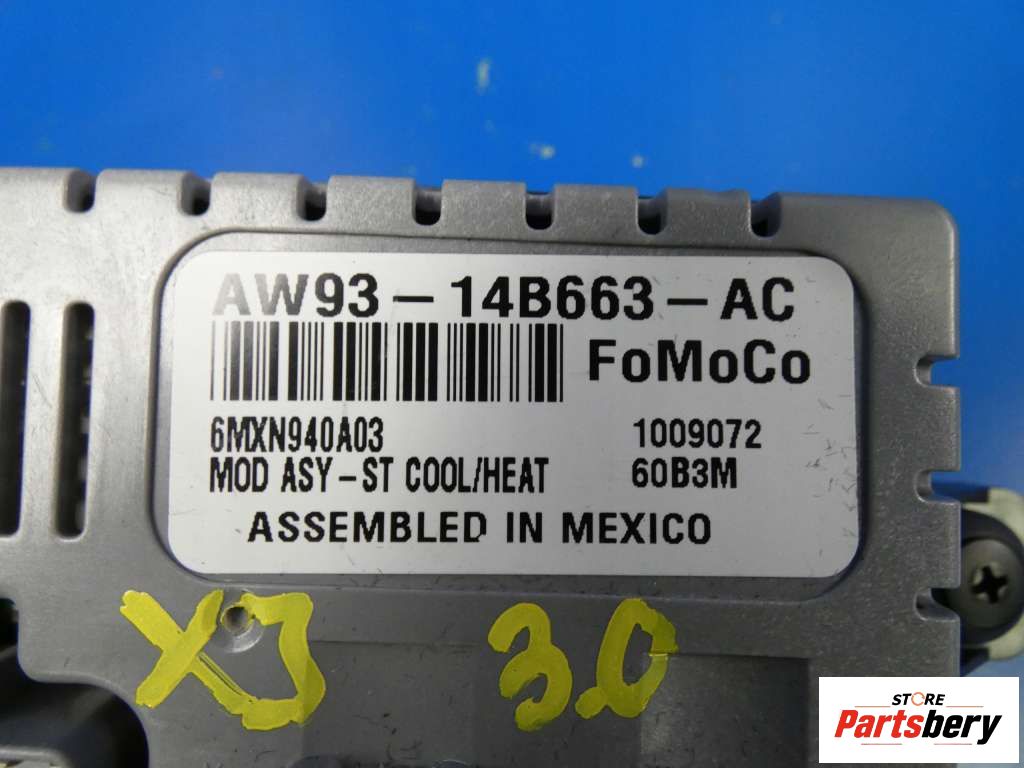 AW93-14B663-AC
FoMoCo
6MXN940A03 1009072
MOD ASY-ST COOL/HEAT 60B3M
ASSEMBLED IN MEXICO
XJ 3.0
STORE
Partsbery